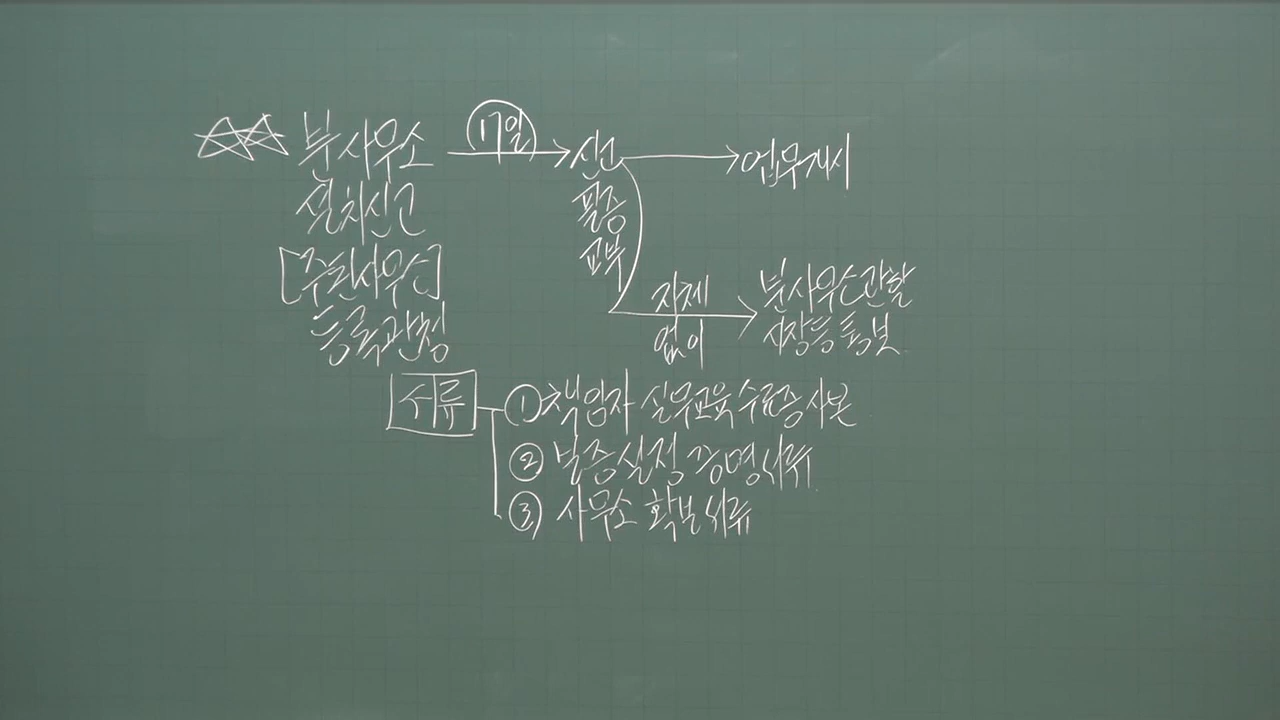 분사무소
설치신고
[주된사무소]
등록관청
7일
신고
필증
교부
업무개시
지체
없이
분사무소관할
시장등 통보
서류
① 책임자 실무교육 수료증 사본
② 보증설정 증명서류
③ 사무소 확보서류